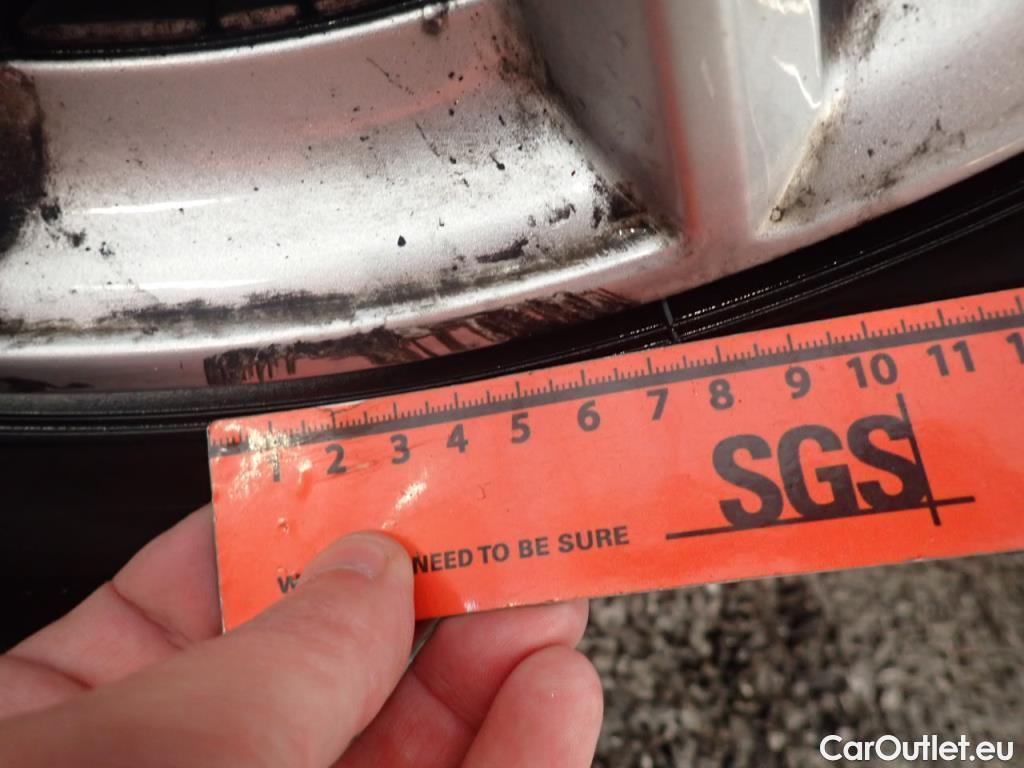 1 2 3 4 5 6 7 8 9 10 11
SGS
NEED TO BE SURE
CarOutlet.eu